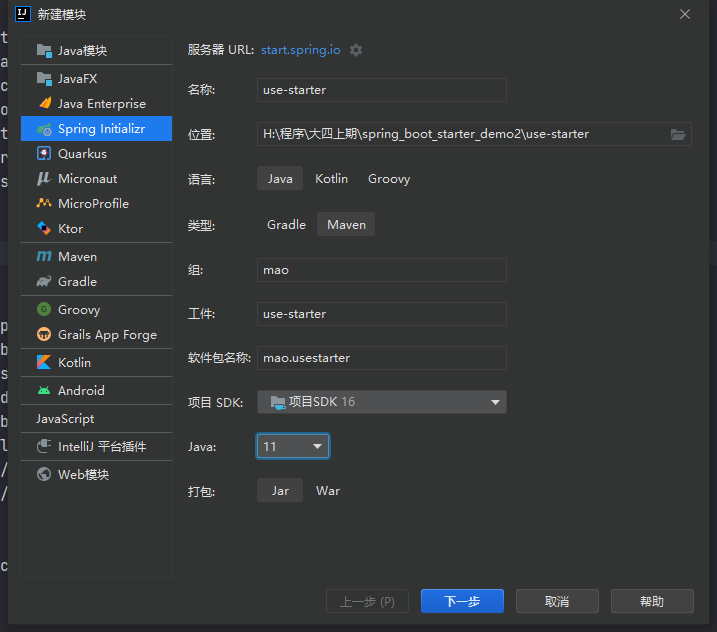 新建模块
Java模块
JavaFX
Java Enterprise
Spring Initializr
Quarkus
Micronaut
MicroProfile
Ktor
Maven
Gradle
Groovy
Grails App Forge
Kotlin
Android
JavaScript
IntelliJ 平台插件
Web模块
服务器 URL: start.spring.io
名称: use-starter
位置: H:\程序\大四上期\spring_boot_starter_demo2\use-starter
语言: Java Kotlin Groovy
类型: Gradle Maven
组: mao
工件: use-starter
软件包名称: mao.usestarter
项目 SDK: 项目SDK 16
Java: 11
打包: Jar War
上一步 (P) 下一步 取消 帮助